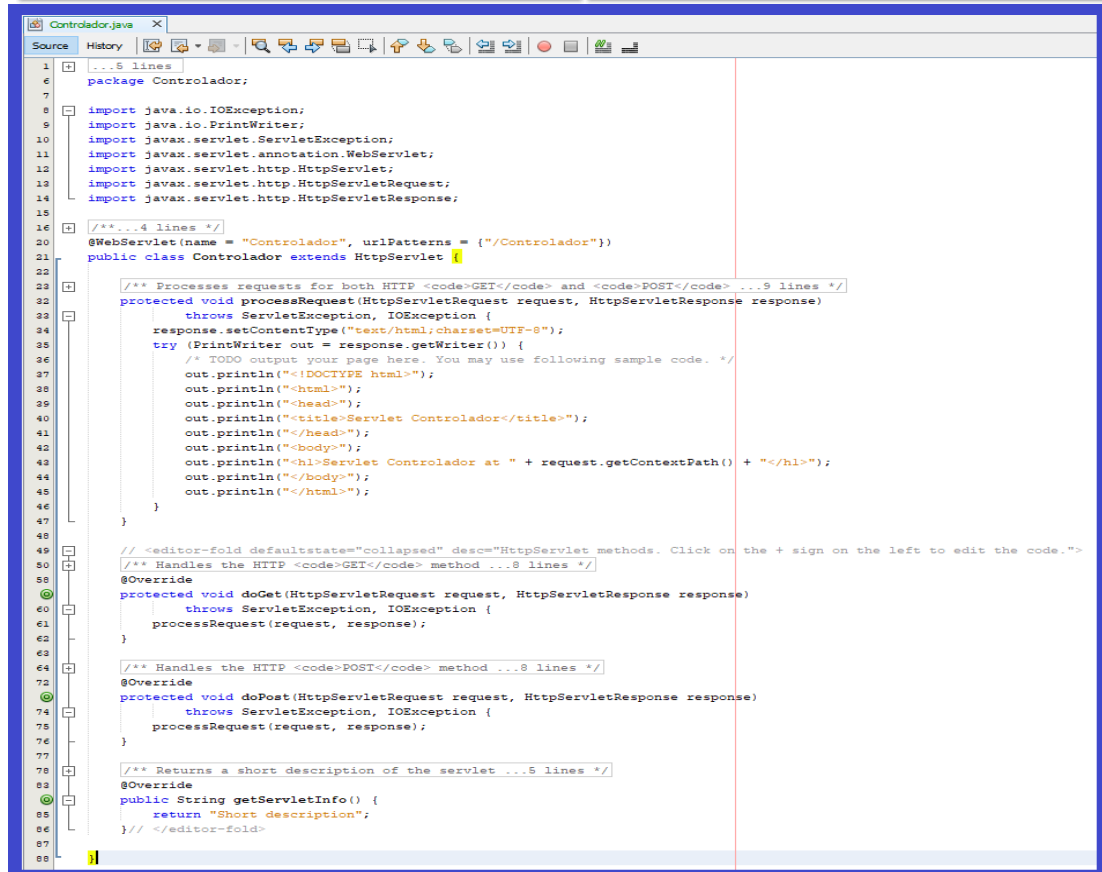 Controlador.java
Source History
1 ...5 lines
6 package Controlador;
7
8 import java.io.IOException;
9 import java.io.PrintWriter;
10 import javax.servlet.ServletException;
11 import javax.servlet.annotation.WebServlet;
12 import javax.servlet.http.HttpServlet;
13 import javax.servlet.http.HttpServletRequest;
14 import javax.servlet.http.HttpServletResponse;
15
16 /**...4 lines */
20 @WebServlet(name = "Controlador", urlPatterns = {"/Controlador"})
21 public class Controlador extends HttpServlet {
22
23 /** Processes requests for both HTTP <code>GET</code> and <code>POST</code> ...9 lines */
32 protected void processRequest(HttpServletRequest request, HttpServletResponse response)
33 throws ServletException, IOException {
34 response.setContentType("text/html;charset=UTF-8");
35 try (PrintWriter out = response.getWriter()) {
36 /* TODO output your page here. You may use following sample code. */
37 out.println("<!DOCTYPE html>");
38 out.println("<html>");
39 out.println("<head>");
40 out.println("<title>Servlet Controlador</title>");
41 out.println("</head>");
42 out.println("<body>");
43 out.println("<h1>Servlet Controlador at " + request.getContextPath() + "</h1>");
44 out.println("</body>");
45 out.println("</html>");
46 }
47 }
48
49 // <editor-fold defaultstate="collapsed" desc="HttpServlet methods. Click on the + sign on the left to edit the code.">
50 /** Handles the HTTP <code>GET</code> method ...8 lines */
58 @Override
protected void doGet(HttpServletRequest request, HttpServletResponse response)
60 throws ServletException, IOException {
61 processRequest(request, response);
62 }
63
64 /** Handles the HTTP <code>POST</code> method ...8 lines */
72 @Override
protected void doPost(HttpServletRequest request, HttpServletResponse response)
74 throws ServletException, IOException {
75 processRequest(request, response);
76 }
77
78 /** Returns a short description of the servlet ...5 lines */
83 @Override
public String getServletInfo() {
85 return "Short description";
86 }// </editor-fold>
87
88 }